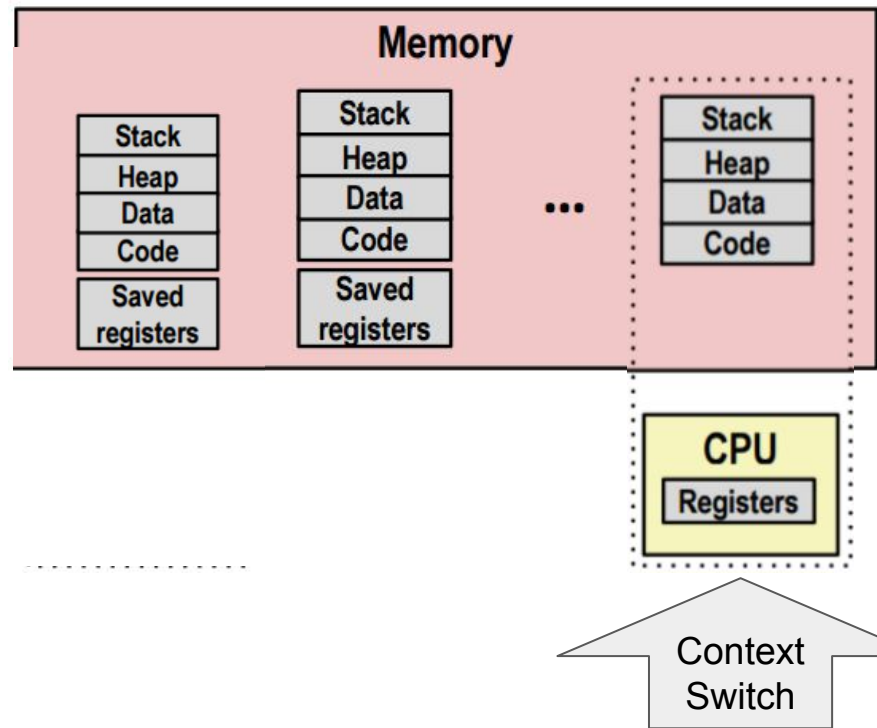 Memory
Stack
Heap
Data
Code
Saved
registers
Stack
Heap
Data
Code
Saved
registers
...
Stack
Heap
Data
Code
CPU
Registers
Context
Switch